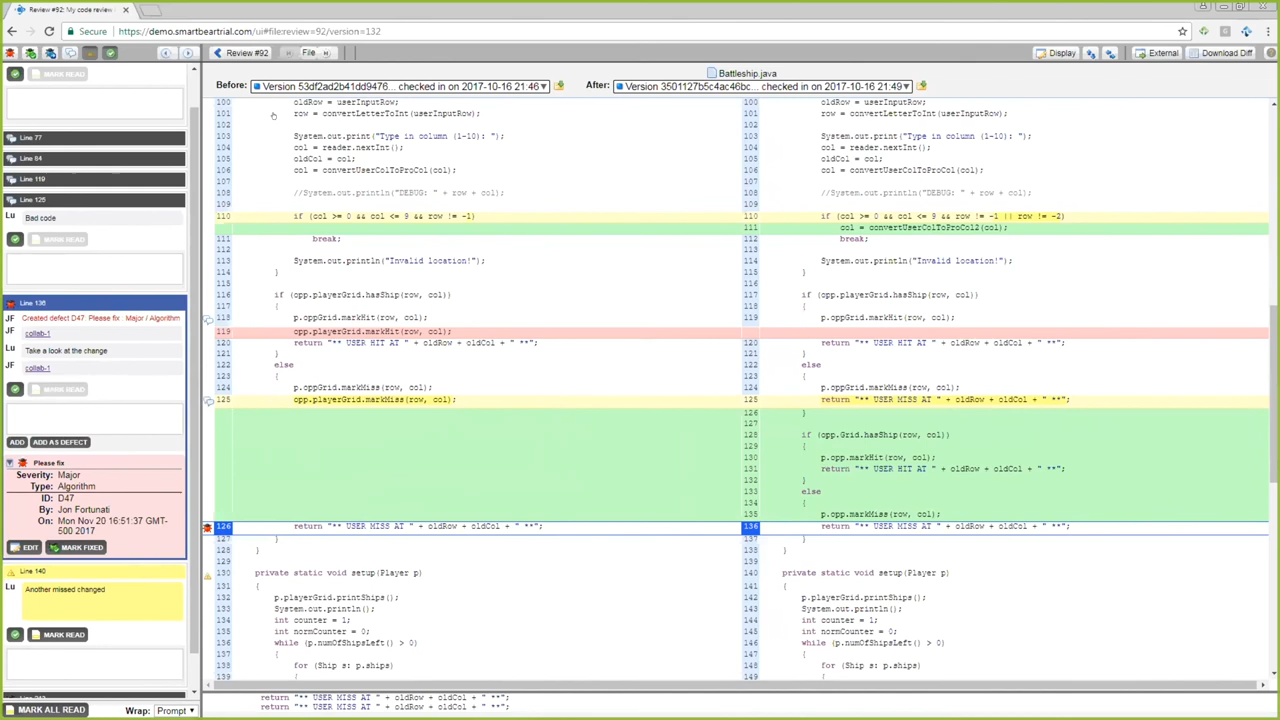 Review #92: My code review
Secure https://demo.smartbeartrial.com/ui#file:review=92/version=132
Review #92 File Display External Download Diff
Battleship.java
Before: Version 53df2ad2b41dd9476... checked in on 2017-10-16 21:46
After: Version 3501127b5c4ac46bc... checked in on 2017-10-16 21:49
MARK READ
Line 77
Line 84
Line 119
Line 125
Lu Bad code
MARK READ
Line 136
JF Created defect D47. Please fix . Major / Algorithm
JF collab-1
Lu Take a look at the change
JF collab-1
MARK READ
ADD ADD AS DEFECT
Please fix
Severity: Major
Type: Algorithm
ID: D47
By: Jon Fortunati
On: Mon Nov 20 16:51:37 GMT-
500 2017
EDIT MARK FIXED
Line 140
Lu Another missed changed
MARK READ
MARK ALL READ Wrap: Prompt
100 oldRow = userInputRow;
101 row = convertLetterToInt(userInputRow);
102
103 System.out.print("Type in column (1-10): ");
104 col = reader.nextInt();
105 oldCol = col;
106 col = convertUserColToProCol(col);
107
108 //System.out.println("DEBUG: " + row + col);
109
110 if (col >= 0 && col <= 9 && row != -1)
111 break;
112
113 System.out.println("Invalid location!");
114 }
115
116 if (opp.playerGrid.hasShip(row, col))
117 {
118 p.oppGrid.markHit(row, col);
119 opp.playerGrid.markHit(row, col);
120 return "** USER HIT AT " + oldRow + oldCol + " **";
121 }
122 else
123 {
124 p.oppGrid.markMiss(row, col);
125 opp.playerGrid.markMiss(row, col);
126 return "** USER MISS AT " + oldRow + oldCol + " **";
127 }
128 }
129
130 private static void setup(Player p)
131 {
132 p.playerGrid.printShips();
133 System.out.println();
134 int counter = 1;
135 int normCounter = 0;
136 while (p.numOfShipsLeft() > 0)
137 {
138 for (Ship s: p.ships)
139 {
100 oldRow = userInputRow;
101 row = convertLetterToInt(userInputRow);
102
103 System.out.print("Type in column (1-10): ");
104 col = reader.nextInt();
105 oldCol = col;
106 col = convertUserColToProCol(col);
107
108 //System.out.println("DEBUG: " + row + col);
109
110 if (col >= 0 && col <= 9 && row != -1 || row != -2)
111 col = convertUserColToProCol2(col);
112 break;
113
114 System.out.println("Invalid location!");
115 }
116
117 if (opp.playerGrid.hasShip(row, col))
118 {
119 p.oppGrid.markHit(row, col);
120 return "** USER HIT AT " + oldRow + oldCol + " **";
121 }
122 else
123 {
124 p.oppGrid.markMiss(row, col);
125 return "** USER MISS AT " + oldRow + oldCol + " **";
126 }
127
128 if (opp.Grid.hasShip(row, col))
129 {
130 p.opp.markHit(row, col);
131 return "** USER HIT AT " + oldRow + oldCol + " **";
132 }
133 else
134 {
135 p.opp.markMiss(row, col);
136 return "** USER MISS AT " + oldRow + oldCol + " **";
137 }
138 }
139
140 private static void setup(Player p)
141 {
142 p.playerGrid.printShips();
143 System.out.println();
144 int counter = 1;
145 int normCounter = 0;
146 while (p.numOfShipsLeft() > 0)
147 {
148 for (Ship s: p.ships)
149 {
return "** USER MISS AT " + oldRow + oldCol + " **";
return "** USER MISS AT " + oldRow + oldCol + " **";